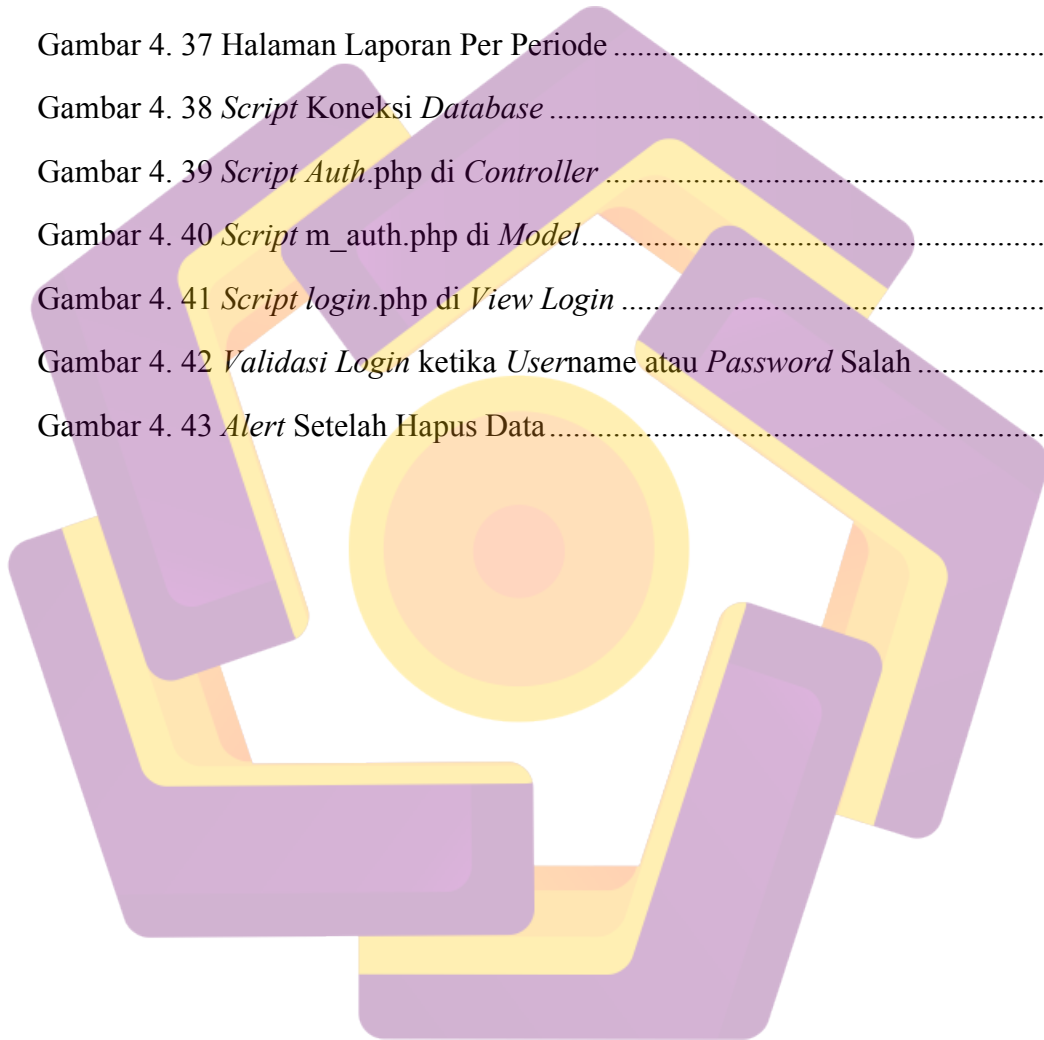 Gambar 4. 37 Halaman Laporan Per Periode ......................................................
Gambar 4. 38 Script Koneksi Database ..............................................................
Gambar 4. 39 Script Auth.php di Controller .......................................................
Gambar 4. 40 Script m_auth.php di Model..........................................................
Gambar 4. 41 Script login.php di View Login .....................................................
Gambar 4. 42 Validasi Login ketika Username atau Password Salah ................
Gambar 4. 43 Alert Setelah Hapus Data..............................................................